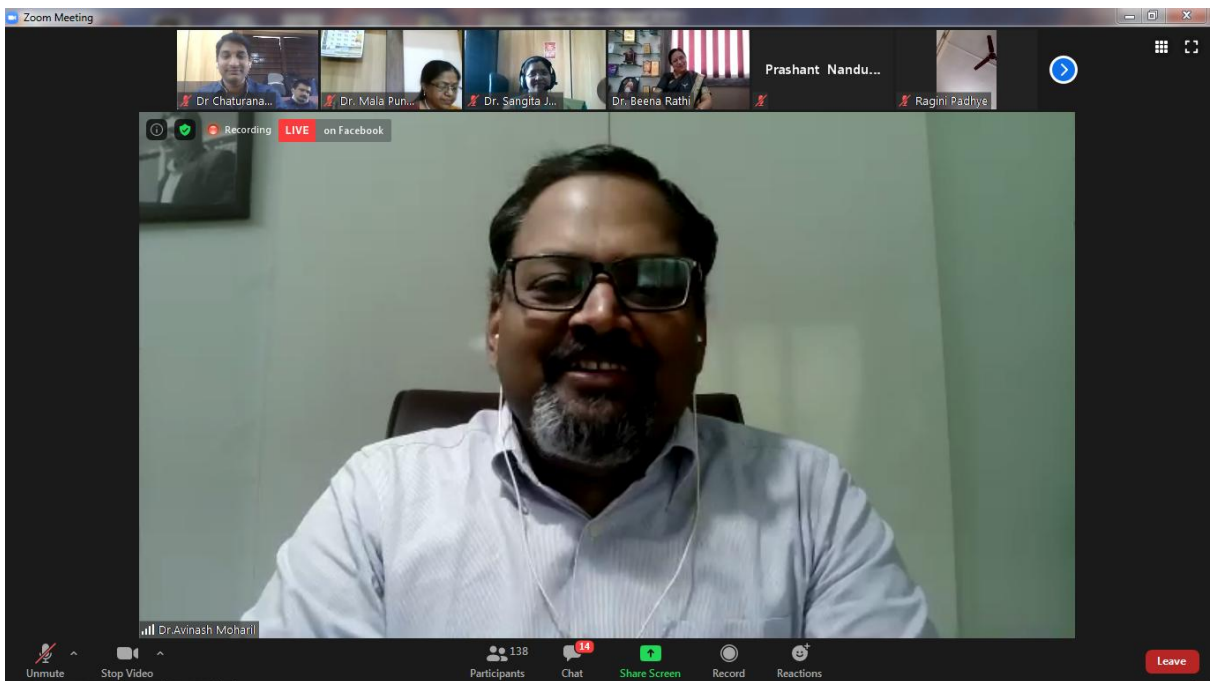 Zoom Meeting
Dr Chaturana...
Dr. Mala Pun...
Dr. Sangita J...
Dr. Beena Rathi
Prashant Nandu...
Ragini Padhye
Recording
LIVE on Facebook
Dr.Avinash Moharil
Unmute
Stop Video
138
Participants
14
Chat
Share Screen
Record
Reactions
Leave